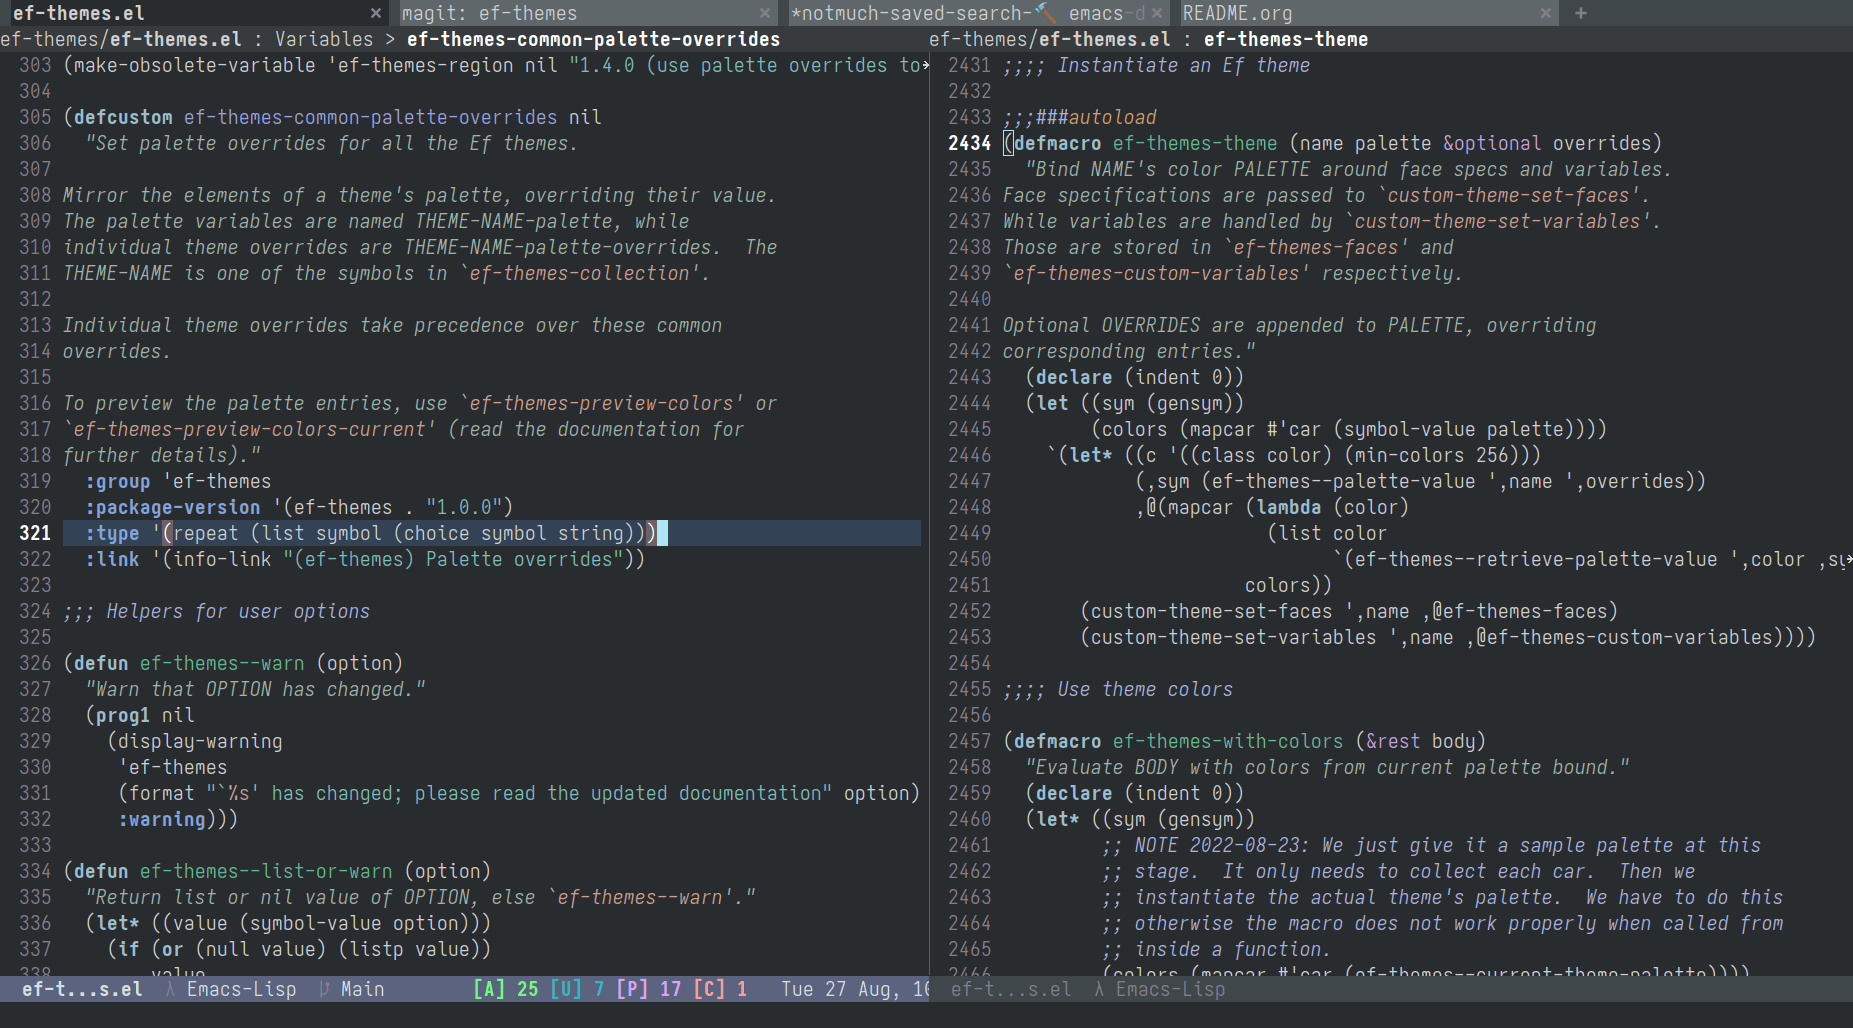 ef-themes.el × magit: ef-themes × *notmuch-saved-search-🔨 emacs-d × README.org × +
ef-themes/ef-themes.el : Variables > ef-themes-common-palette-overrides
303 (make-obsolete-variable 'ef-themes-region nil "1.4.0 (use palette overrides to→
304
305 (defcustom ef-themes-common-palette-overrides nil
306   "Set palette overrides for all the Ef themes.
307
308 Mirror the elements of a theme's palette, overriding their value.
309 The palette variables are named THEME-NAME-palette, while
310 individual theme overrides are THEME-NAME-palette-overrides.  The
311 THEME-NAME is one of the symbols in `ef-themes-collection'.
312
313 Individual theme overrides take precedence over these common
314 overrides.
315
316 To preview the palette entries, use `ef-themes-preview-colors' or
317 `ef-themes-preview-colors-current' (read the documentation for
318 further details)."
319   :group 'ef-themes
320   :package-version '(ef-themes . "1.0.0")
321   :type '(repeat (list symbol (choice symbol string)))
322   :link '(info-link "(ef-themes) Palette overrides"))
323
324 ;;; Helpers for user options
325
326 (defun ef-themes--warn (option)
327   "Warn that OPTION has changed."
328   (prog1 nil
329     (display-warning
330      'ef-themes
331      (format "`%s' has changed; please read the updated documentation" option)
332      :warning)))
333
334 (defun ef-themes--list-or-warn (option)
335   "Return list or nil value of OPTION, else `ef-themes--warn'."
336   (let* ((value (symbol-value option)))
337     (if (or (null value) (listp value))
338         value
ef-t...s.el λ Emacs-Lisp Main [A] 25 [U] 7 [P] 17 [C] 1 Tue 27 Aug, 10
ef-themes/ef-themes.el : ef-themes-theme
2431 ;;;; Instantiate an Ef theme
2432
2433 ;;;###autoload
2434 (defmacro ef-themes-theme (name palette &optional overrides)
2435   "Bind NAME's color PALETTE around face specs and variables.
2436 Face specifications are passed to `custom-theme-set-faces'.
2437 While variables are handled by `custom-theme-set-variables'.
2438 Those are stored in `ef-themes-faces' and
2439 `ef-themes-custom-variables' respectively.
2440
2441 Optional OVERRIDES are appended to PALETTE, overriding
2442 corresponding entries."
2443   (declare (indent 0))
2444   (let ((sym (gensym))
2445         (colors (mapcar #'car (symbol-value palette))))
2446     `(let* ((c '((class color) (min-colors 256)))
2447             (,sym (ef-themes--palette-value ',name ',overrides))
2448             ,@(mapcar (lambda (color)
2449                         (list color
2450                               `(ef-themes--retrieve-palette-value ',color ,sy→
2451                       colors))
2452        (custom-theme-set-faces ',name ,@ef-themes-faces)
2453        (custom-theme-set-variables ',name ,@ef-themes-custom-variables))))
2454
2455 ;;;; Use theme colors
2456
2457 (defmacro ef-themes-with-colors (&rest body)
2458   "Evaluate BODY with colors from current palette bound."
2459   (declare (indent 0))
2460   (let* ((sym (gensym))
2461          ;; NOTE 2022-08-23: We just give it a sample palette at this
2462          ;; stage.  It only needs to collect each car.  Then we
2463          ;; instantiate the actual theme's palette.  We have to do this
2464          ;; otherwise the macro does not work properly when called from
2465          ;; inside a function.
2466          (colors (mapcar #'car (ef-themes--current-theme-palette))))
ef-t...s.el λ Emacs-Lisp